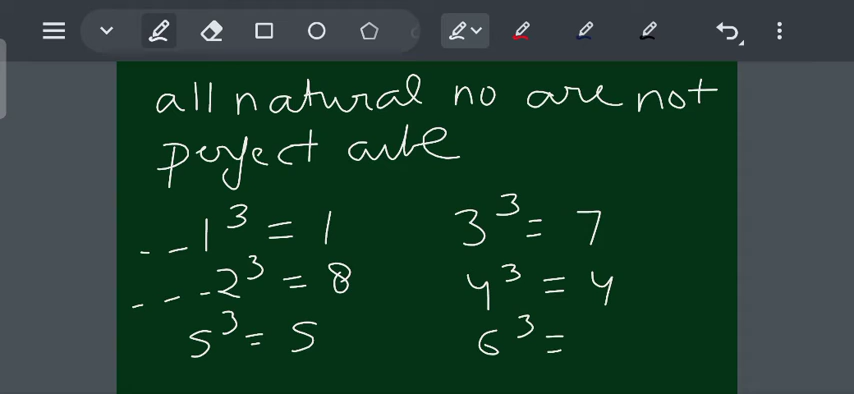 all natural no are not
perfect cube
--1³ = 1 3³ = 7
----2³ = 8 4³ = 4
5³ = 5 6³ =